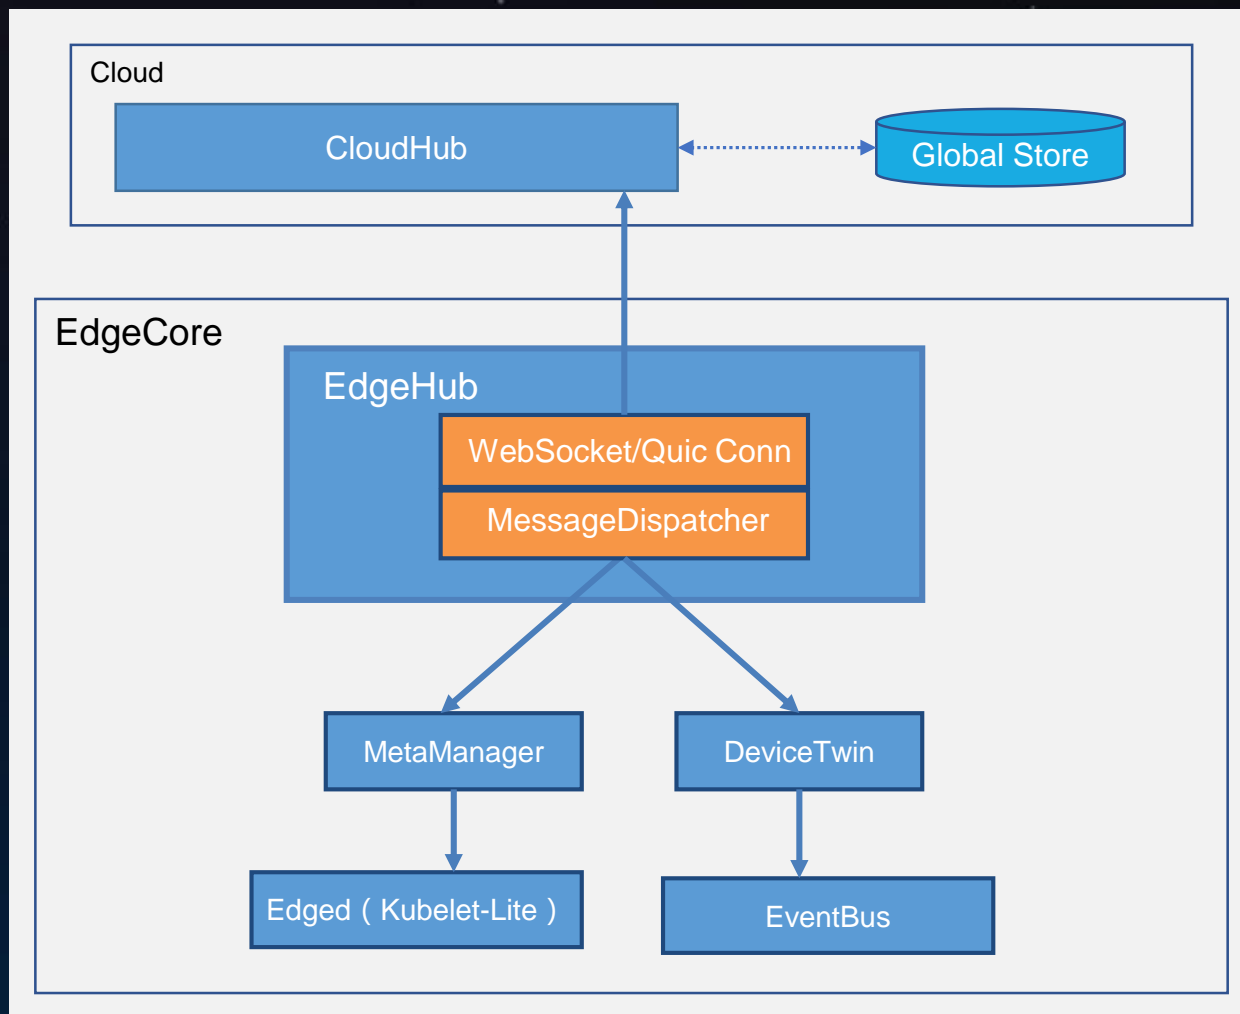 Cloud
CloudHub
Global Store
EdgeCore
EdgeHub
WebSocket/Quic Conn
MessageDispatcher
MetaManager
DeviceTwin
Edged ( Kubelet-Lite )
EventBus